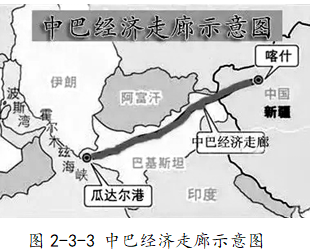 中巴经济走廊示意图
喀什
中国
新疆
伊朗
阿富汗
波斯湾
霍尔木兹海峡
中巴经济走廊
巴基斯坦
瓜达尔港
印度
图 2-3-3 中巴经济走廊示意图